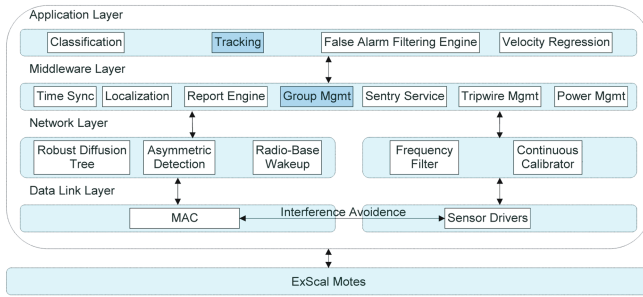 Application Layer
Classification
Tracking
False Alarm Filtering Engine
Velocity Regression
Middleware Layer
Time Sync
Localization
Report Engine
Group Mgmt
Sentry Service
Tripwire Mgmt
Power Mgmt
Network Layer
Robust Diffusion
Tree
Asymmetric
Detection
Radio-Base
Wakeup
Frequency
Filter
Continuous
Calibrator
Data Link Layer
MAC
Interference Avoidence
Sensor Drivers
ExScal Motes